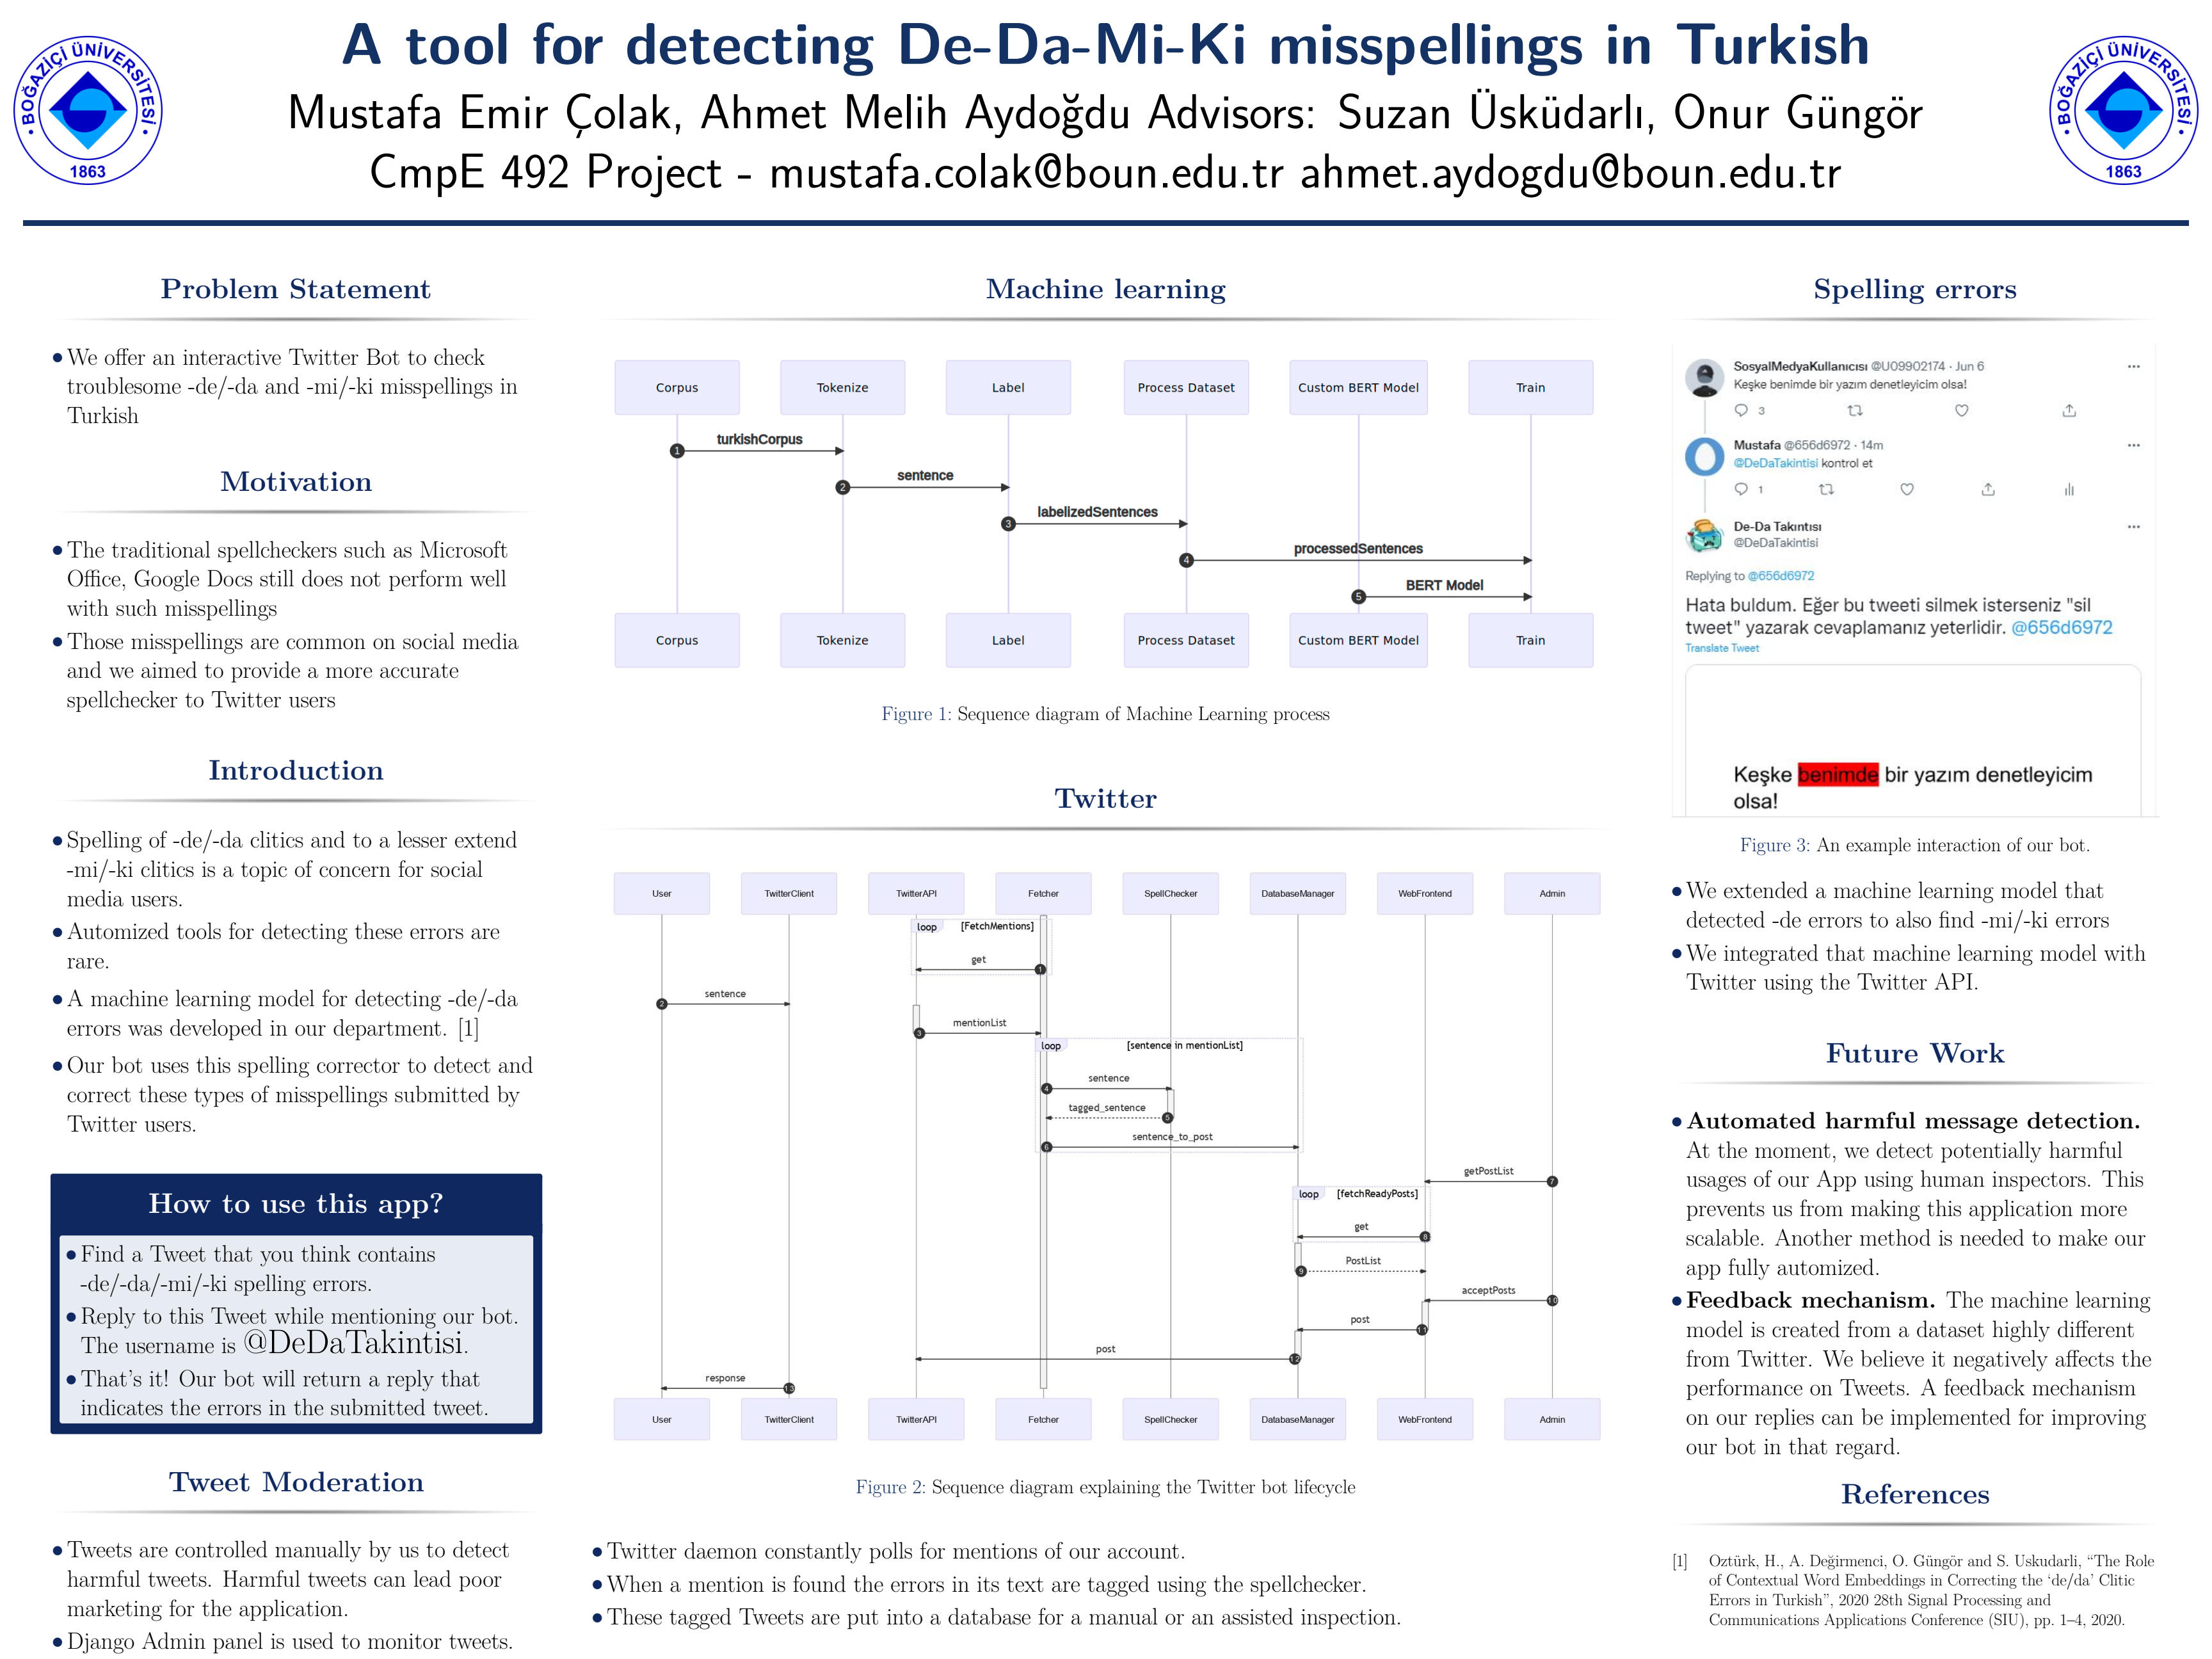 A tool for detecting De-Da-Mi-Ki misspellings in Turkish
Mustafa Emir Çolak, Ahmet Melih Aydoğdu Advisors: Suzan Üsküdarlı, Onur Güngör
CmpE 492 Project - mustafa.colak@boun.edu.tr ahmet.aydogdu@boun.edu.tr
• BOĞAZİÇİ ÜNİVERSİTESİ •
1863
• BOĞAZİÇİ ÜNİVERSİTESİ •
1863
Problem Statement
• We offer an interactive Twitter Bot to check
troublesome -de/-da and -mi/-ki misspellings in
Turkish
Motivation
• The traditional spellcheckers such as Microsoft
Office, Google Docs still does not perform well
with such misspellings
• Those misspellings are common on social media
and we aimed to provide a more accurate
spellchecker to Twitter users
Introduction
• Spelling of -de/-da clitics and to a lesser extend
-mi/-ki clitics is a topic of concern for social
media users.
• Automized tools for detecting these errors are
rare.
• A machine learning model for detecting -de/-da
errors was developed in our department. [1]
• Our bot uses this spelling corrector to detect and
correct these types of misspellings submitted by
Twitter users.
How to use this app?
• Find a Tweet that you think contains
-de/-da/-mi/-ki spelling errors.
• Reply to this Tweet while mentioning our bot.
The username is @DeDaTakintisi.
• That's it! Our bot will return a reply that
indicates the errors in the submitted tweet.
Tweet Moderation
• Tweets are controlled manually by us to detect
harmful tweets. Harmful tweets can lead poor
marketing for the application.
• Django Admin panel is used to monitor tweets.
Machine learning
Corpus Tokenize Label Process Dataset Custom BERT Model Train
1 turkishCorpus
2 sentence
3 labelizedSentences
4 processedSentences
5 BERT Model
Corpus Tokenize Label Process Dataset Custom BERT Model Train
Figure 1: Sequence diagram of Machine Learning process
Twitter
User TwitterClient TwitterAPI Fetcher SpellChecker DatabaseManager WebFrontend Admin
loop [FetchMentions]
get 1
2 sentence
3 mentionList
loop [sentence in mentionList]
4 sentence
tagged_sentence 5
6 sentence_to_post
getPostList 7
loop [fetchReadyPosts]
get 8
9 PostList
acceptPosts 10
post 11
post 12
response 13
User TwitterClient TwitterAPI Fetcher SpellChecker DatabaseManager WebFrontend Admin
Figure 2: Sequence diagram explaining the Twitter bot lifecycle
• Twitter daemon constantly polls for mentions of our account.
• When a mention is found the errors in its text are tagged using the spellchecker.
• These tagged Tweets are put into a database for a manual or an assisted inspection.
Spelling errors
SosyalMedyaKullanıcısı @U09902174 · Jun 6
Keşke benimde bir yazım denetleyicim olsa!
3
Mustafa @656d6972 · 14m
@DeDaTakintisi kontrol et
1
De-Da Takıntısı
@DeDaTakintisi
Replying to @656d6972
Hata buldum. Eğer bu tweeti silmek isterseniz "sil
tweet" yazarak cevaplamanız yeterlidir. @656d6972
Translate Tweet
Keşke benimde bir yazım denetleyicim
olsa!
Figure 3: An example interaction of our bot.
• We extended a machine learning model that
detected -de errors to also find -mi/-ki errors
• We integrated that machine learning model with
Twitter using the Twitter API.
Future Work
• Automated harmful message detection.
At the moment, we detect potentially harmful
usages of our App using human inspectors. This
prevents us from making this application more
scalable. Another method is needed to make our
app fully automized.
• Feedback mechanism. The machine learning
model is created from a dataset highly different
from Twitter. We believe it negatively affects the
performance on Tweets. A feedback mechanism
on our replies can be implemented for improving
our bot in that regard.
References
[1] Oztürk, H., A. Değirmenci, O. Güngör and S. Uskudarli, “The Role
of Contextual Word Embeddings in Correcting the ‘de/da’ Clitic
Errors in Turkish”, 2020 28th Signal Processing and
Communications Applications Conference (SIU), pp. 1–4, 2020.